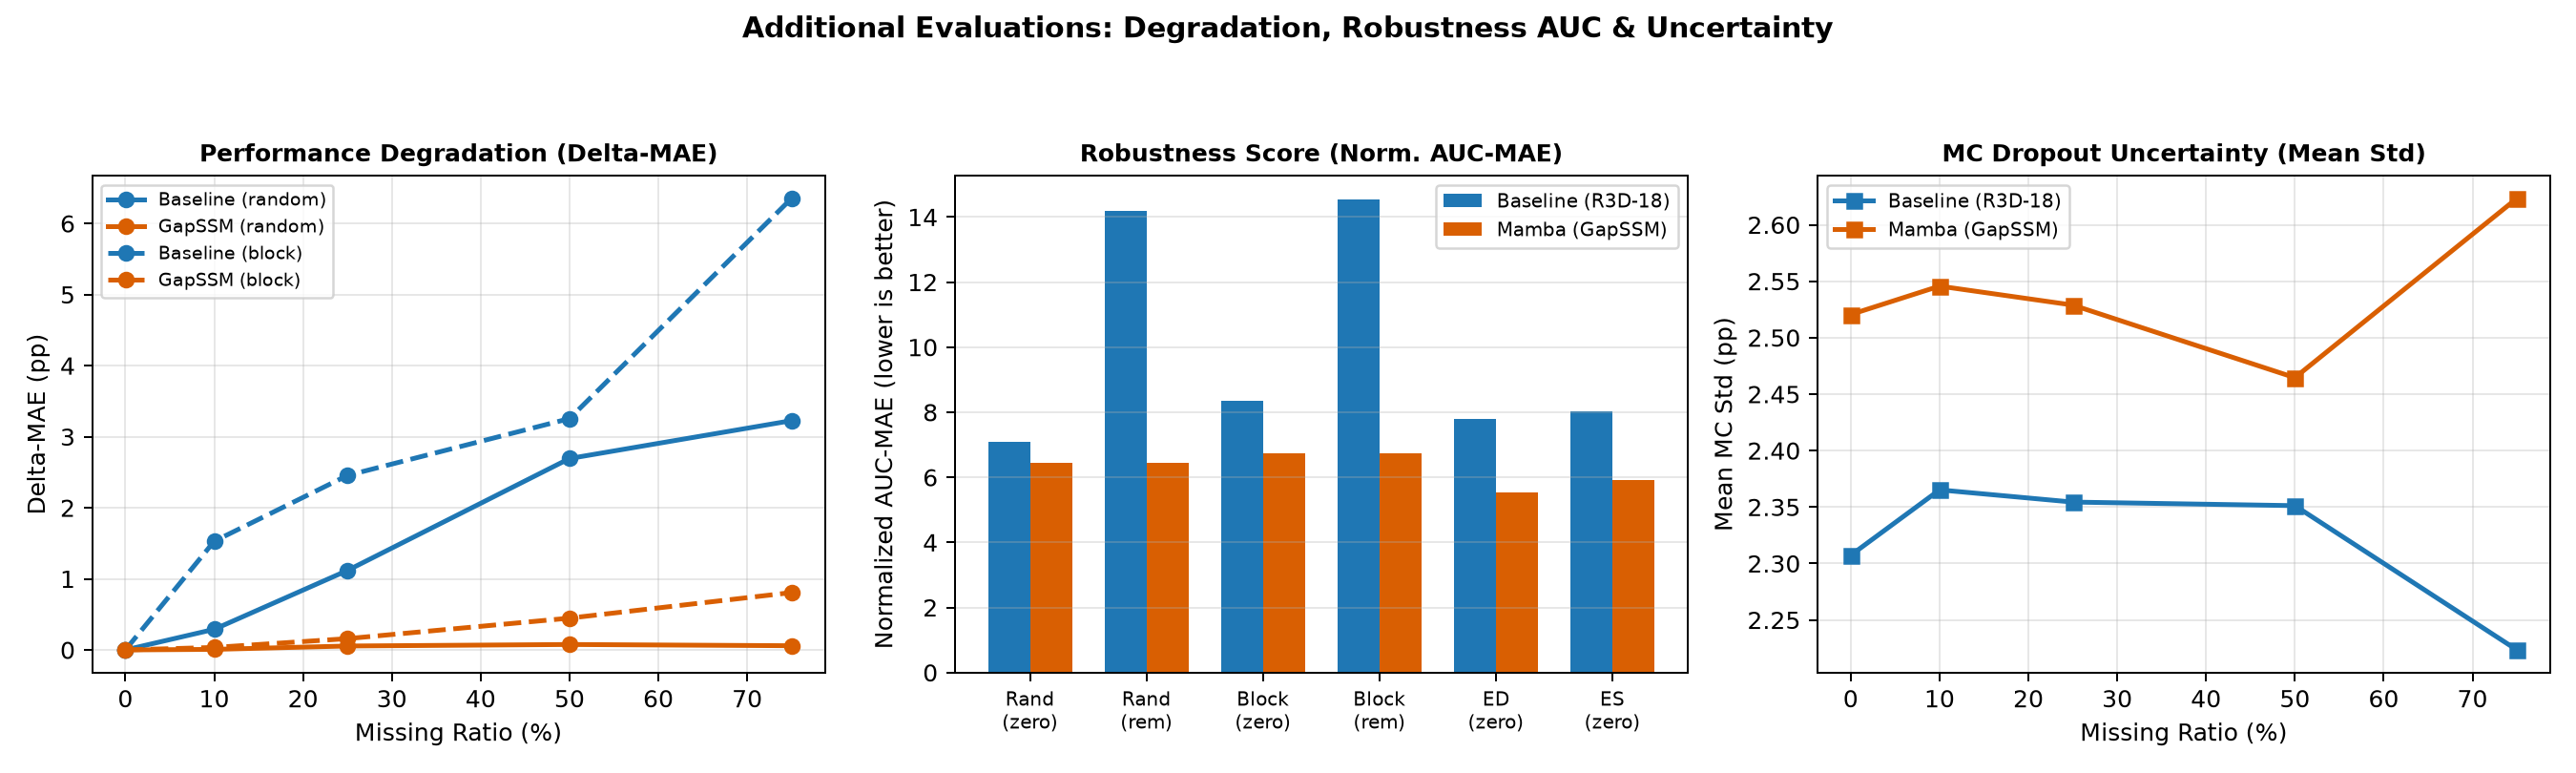 Additional Evaluations: Degradation, Robustness AUC & Uncertainty
Performance Degradation (Delta-MAE)
Baseline (random)
GapSSM (random)
Baseline (block)
GapSSM (block)
Delta-MAE (pp)
6
5
4
3
2
1
0
0 10 20 30 40 50 60 70
Missing Ratio (%)
Robustness Score (Norm. AUC-MAE)
Baseline (R3D-18)
Mamba (GapSSM)
Normalized AUC-MAE (lower is better)
14
12
10
8
6
4
2
0
Rand Rand Block Block ED ES
(zero) (rem) (zero) (rem) (zero) (zero)
MC Dropout Uncertainty (Mean Std)
Baseline (R3D-18)
Mamba (GapSSM)
Mean MC Std (pp)
2.60
2.55
2.50
2.45
2.40
2.35
2.30
2.25
0 10 20 30 40 50 60 70
Missing Ratio (%)